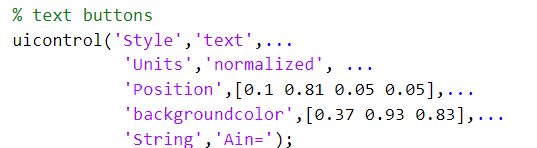 % text buttons
uicontrol('Style','text',...
'Units','normalized', ...
'Position',[0.1 0.81 0.05 0.05],...
'backgroundcolor',[0.37 0.93 0.83],...
'String','Ain=');